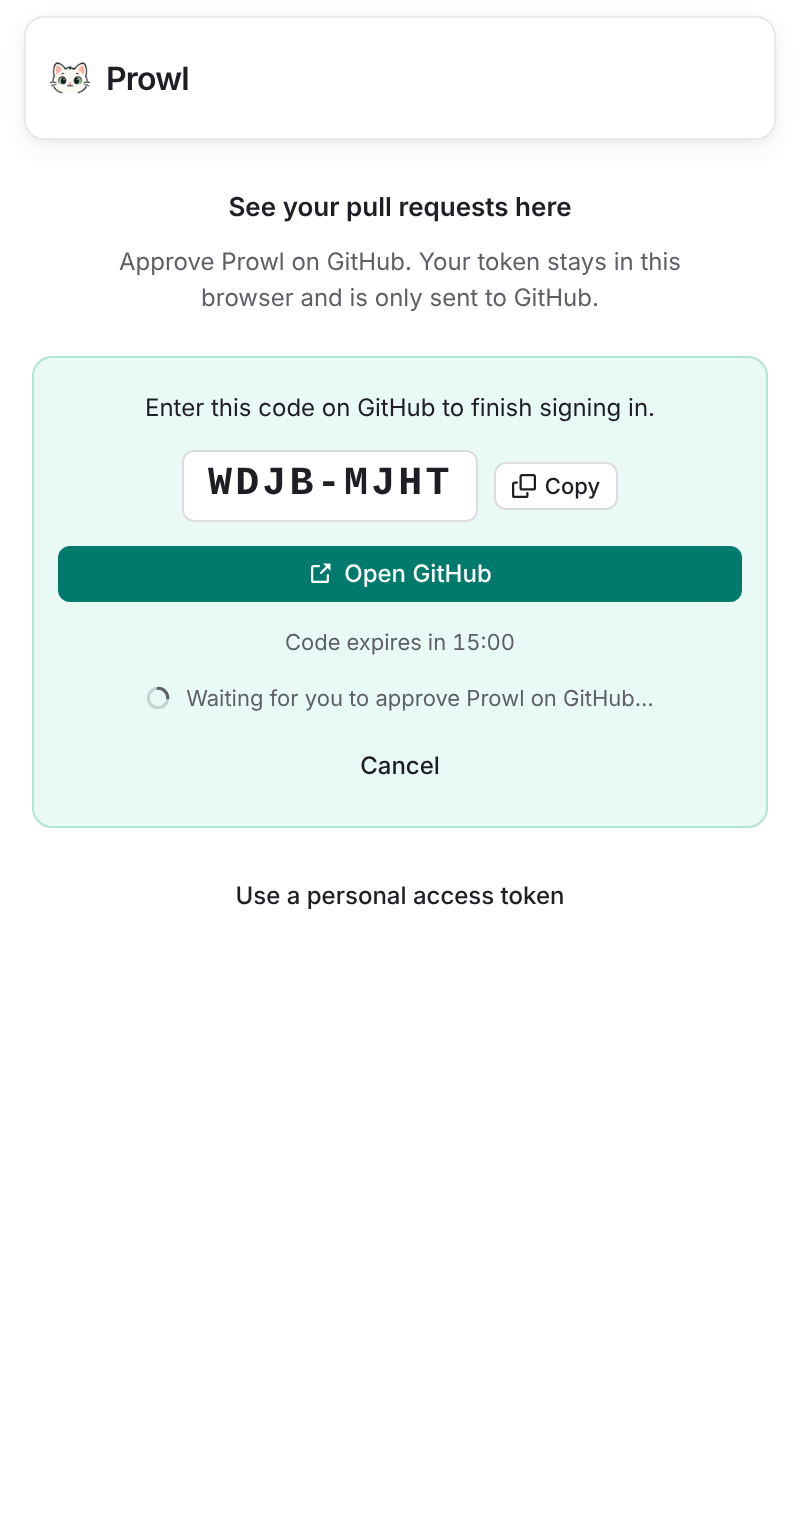 Prowl
See your pull requests here
Approve Prowl on GitHub. Your token stays in this
browser and is only sent to GitHub.
Enter this code on GitHub to finish signing in.
WDJB-MJHT
Copy
Open GitHub
Code expires in 15:00
Waiting for you to approve Prowl on GitHub...
Cancel
Use a personal access token